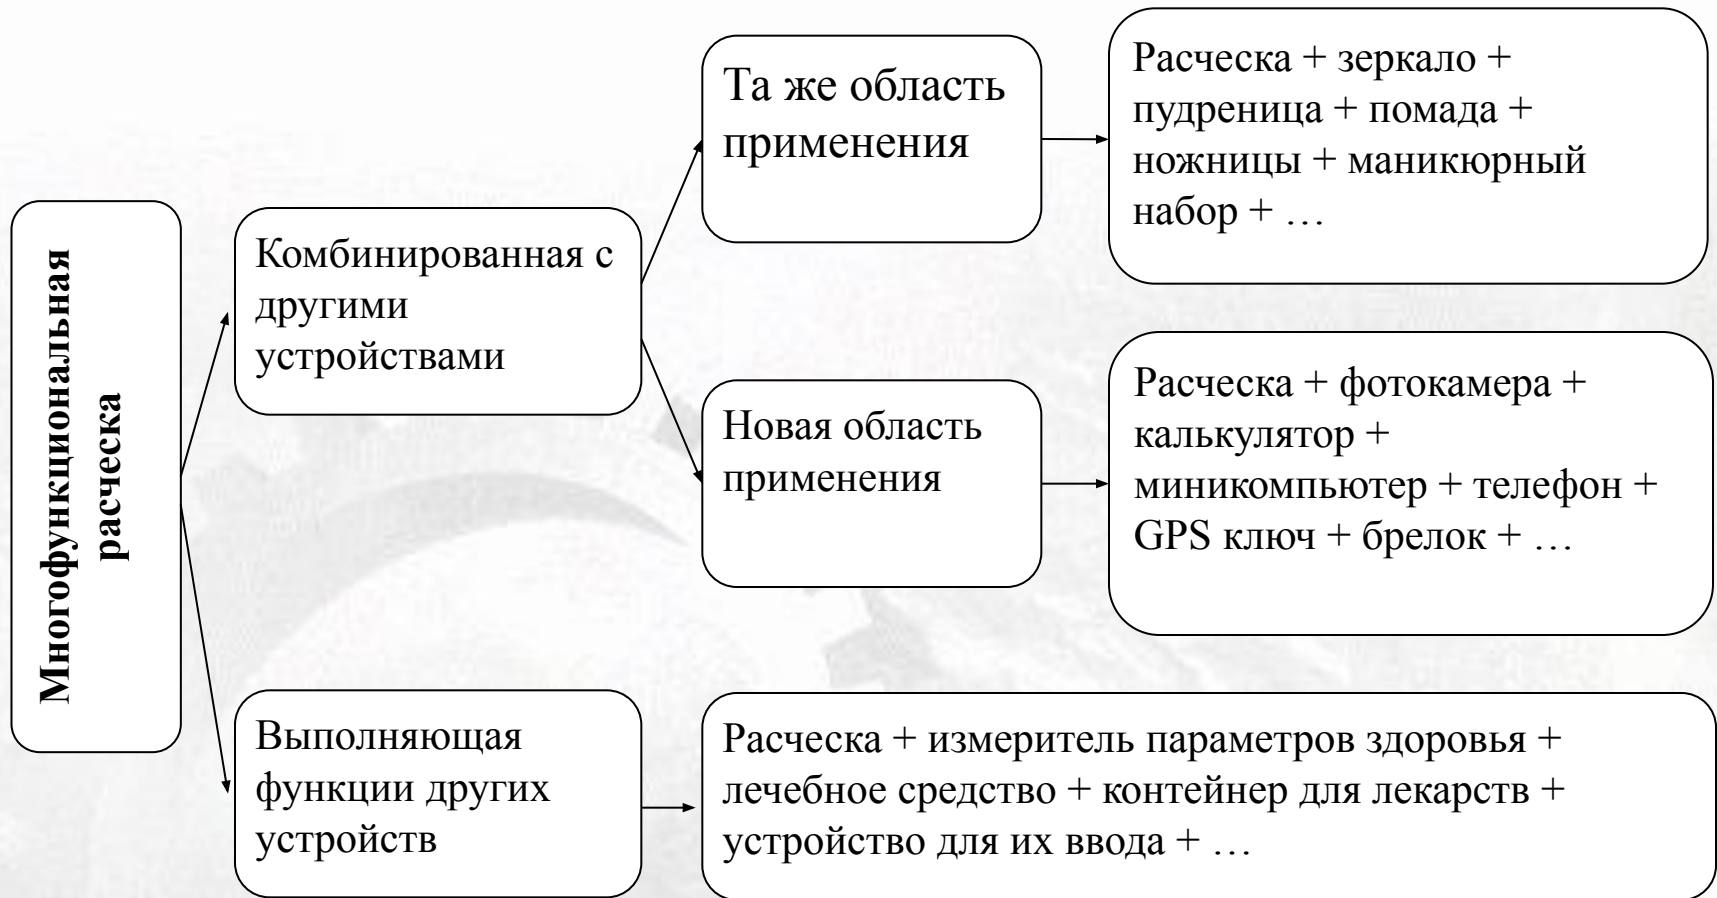 Многофункциональная
расческа
Комбинированная с
другими
устройствами
Та же область
применения
Расческа + зеркало +
пудреница + помада +
ножницы + маникюрный
набор + …
Новая область
применения
Расческа + фотокамера +
калькулятор +
миникомпьютер + телефон +
GPS ключ + брелок + …
Выполняющая
функции других
устройств
Расческа + измеритель параметров здоровья +
лечебное средство + контейнер для лекарств +
устройство для их ввода + …